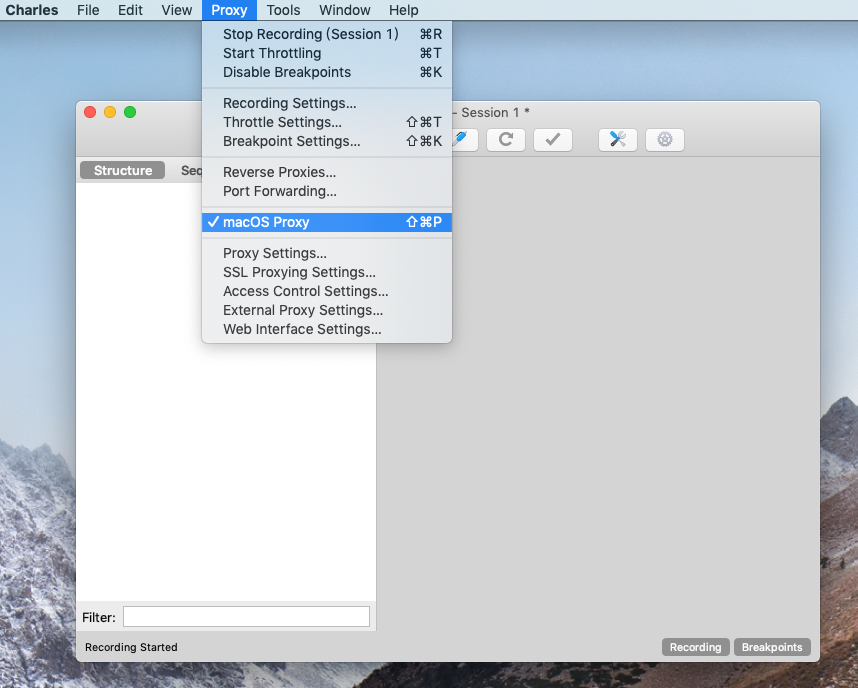 Charles File Edit View Proxy Tools Window Help
Stop Recording (Session 1) ⌘R
Start Throttling ⌘T
Disable Breakpoints ⌘K
Recording Settings...
Throttle Settings... ⇧⌘T
Breakpoint Settings... ⇧⌘K
Reverse Proxies...
Port Forwarding...
✓ macOS Proxy ⇧⌘P
Proxy Settings...
SSL Proxying Settings...
Access Control Settings...
External Proxy Settings...
Web Interface Settings...
– Session 1 *
Structure Seq
Filter:
Recording Started Recording Breakpoints